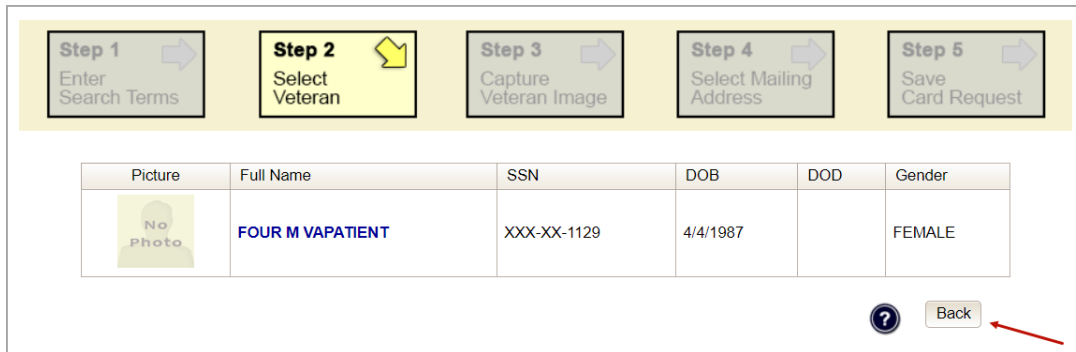 Step 1
Enter
Search Terms
Step 2
Select
Veteran
Step 3
Capture
Veteran Image
Step 4
Select Mailing
Address
Step 5
Save
Card Request
Picture Full Name SSN DOB DOD Gender
No
Photo
FOUR M VAPATIENT XXX-XX-1129 4/4/1987 FEMALE
? Back